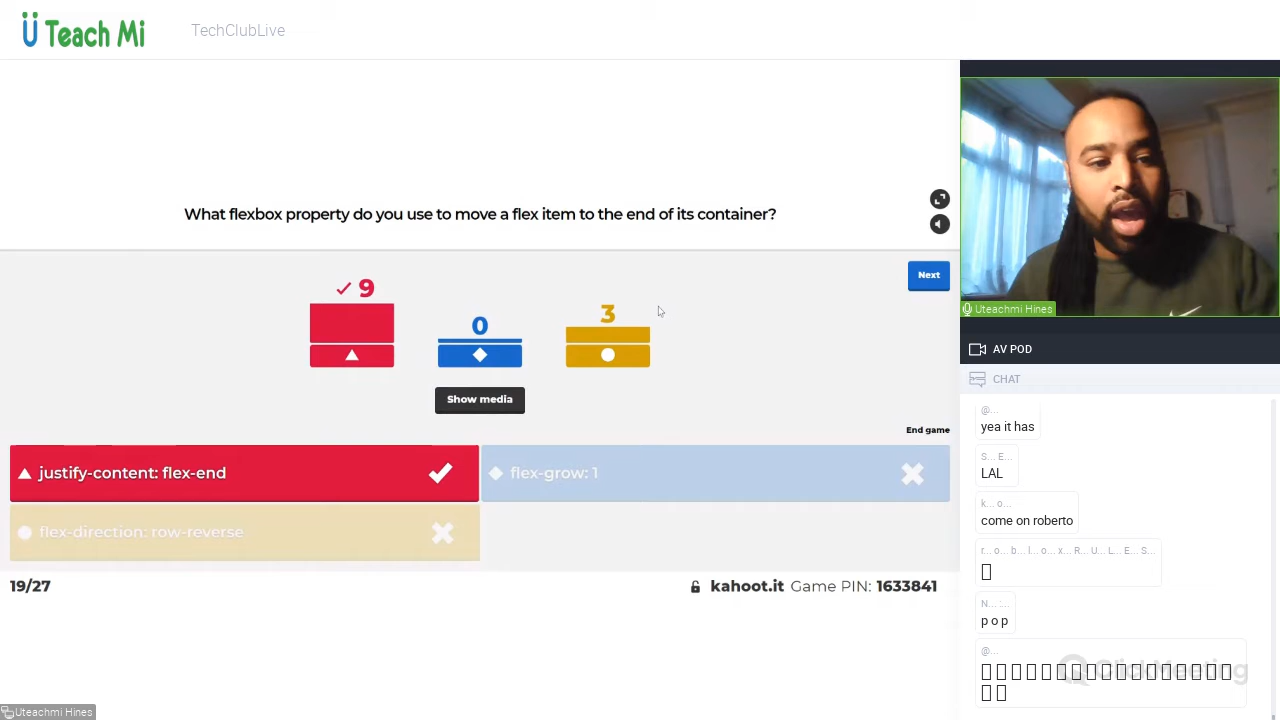 Ü Teach Mi
TechClubLive
What flexbox property do you use to move a flex item to the end of its container?
Next
9
0
3
Show media
End game
justify-content: flex-end
flex-grow: 1
flex-direction: row-reverse
19/27
kahoot.it Game PIN: 1633841
Uteachmi Hines
Uteachmi Hines
AV POD
CHAT
@...
yea it has
S... E...
LAL
k... o...
come on roberto
r... o... b... l... o... x... R... U... L... E... S...
N... :...
p o p
@...
ClickMeeting